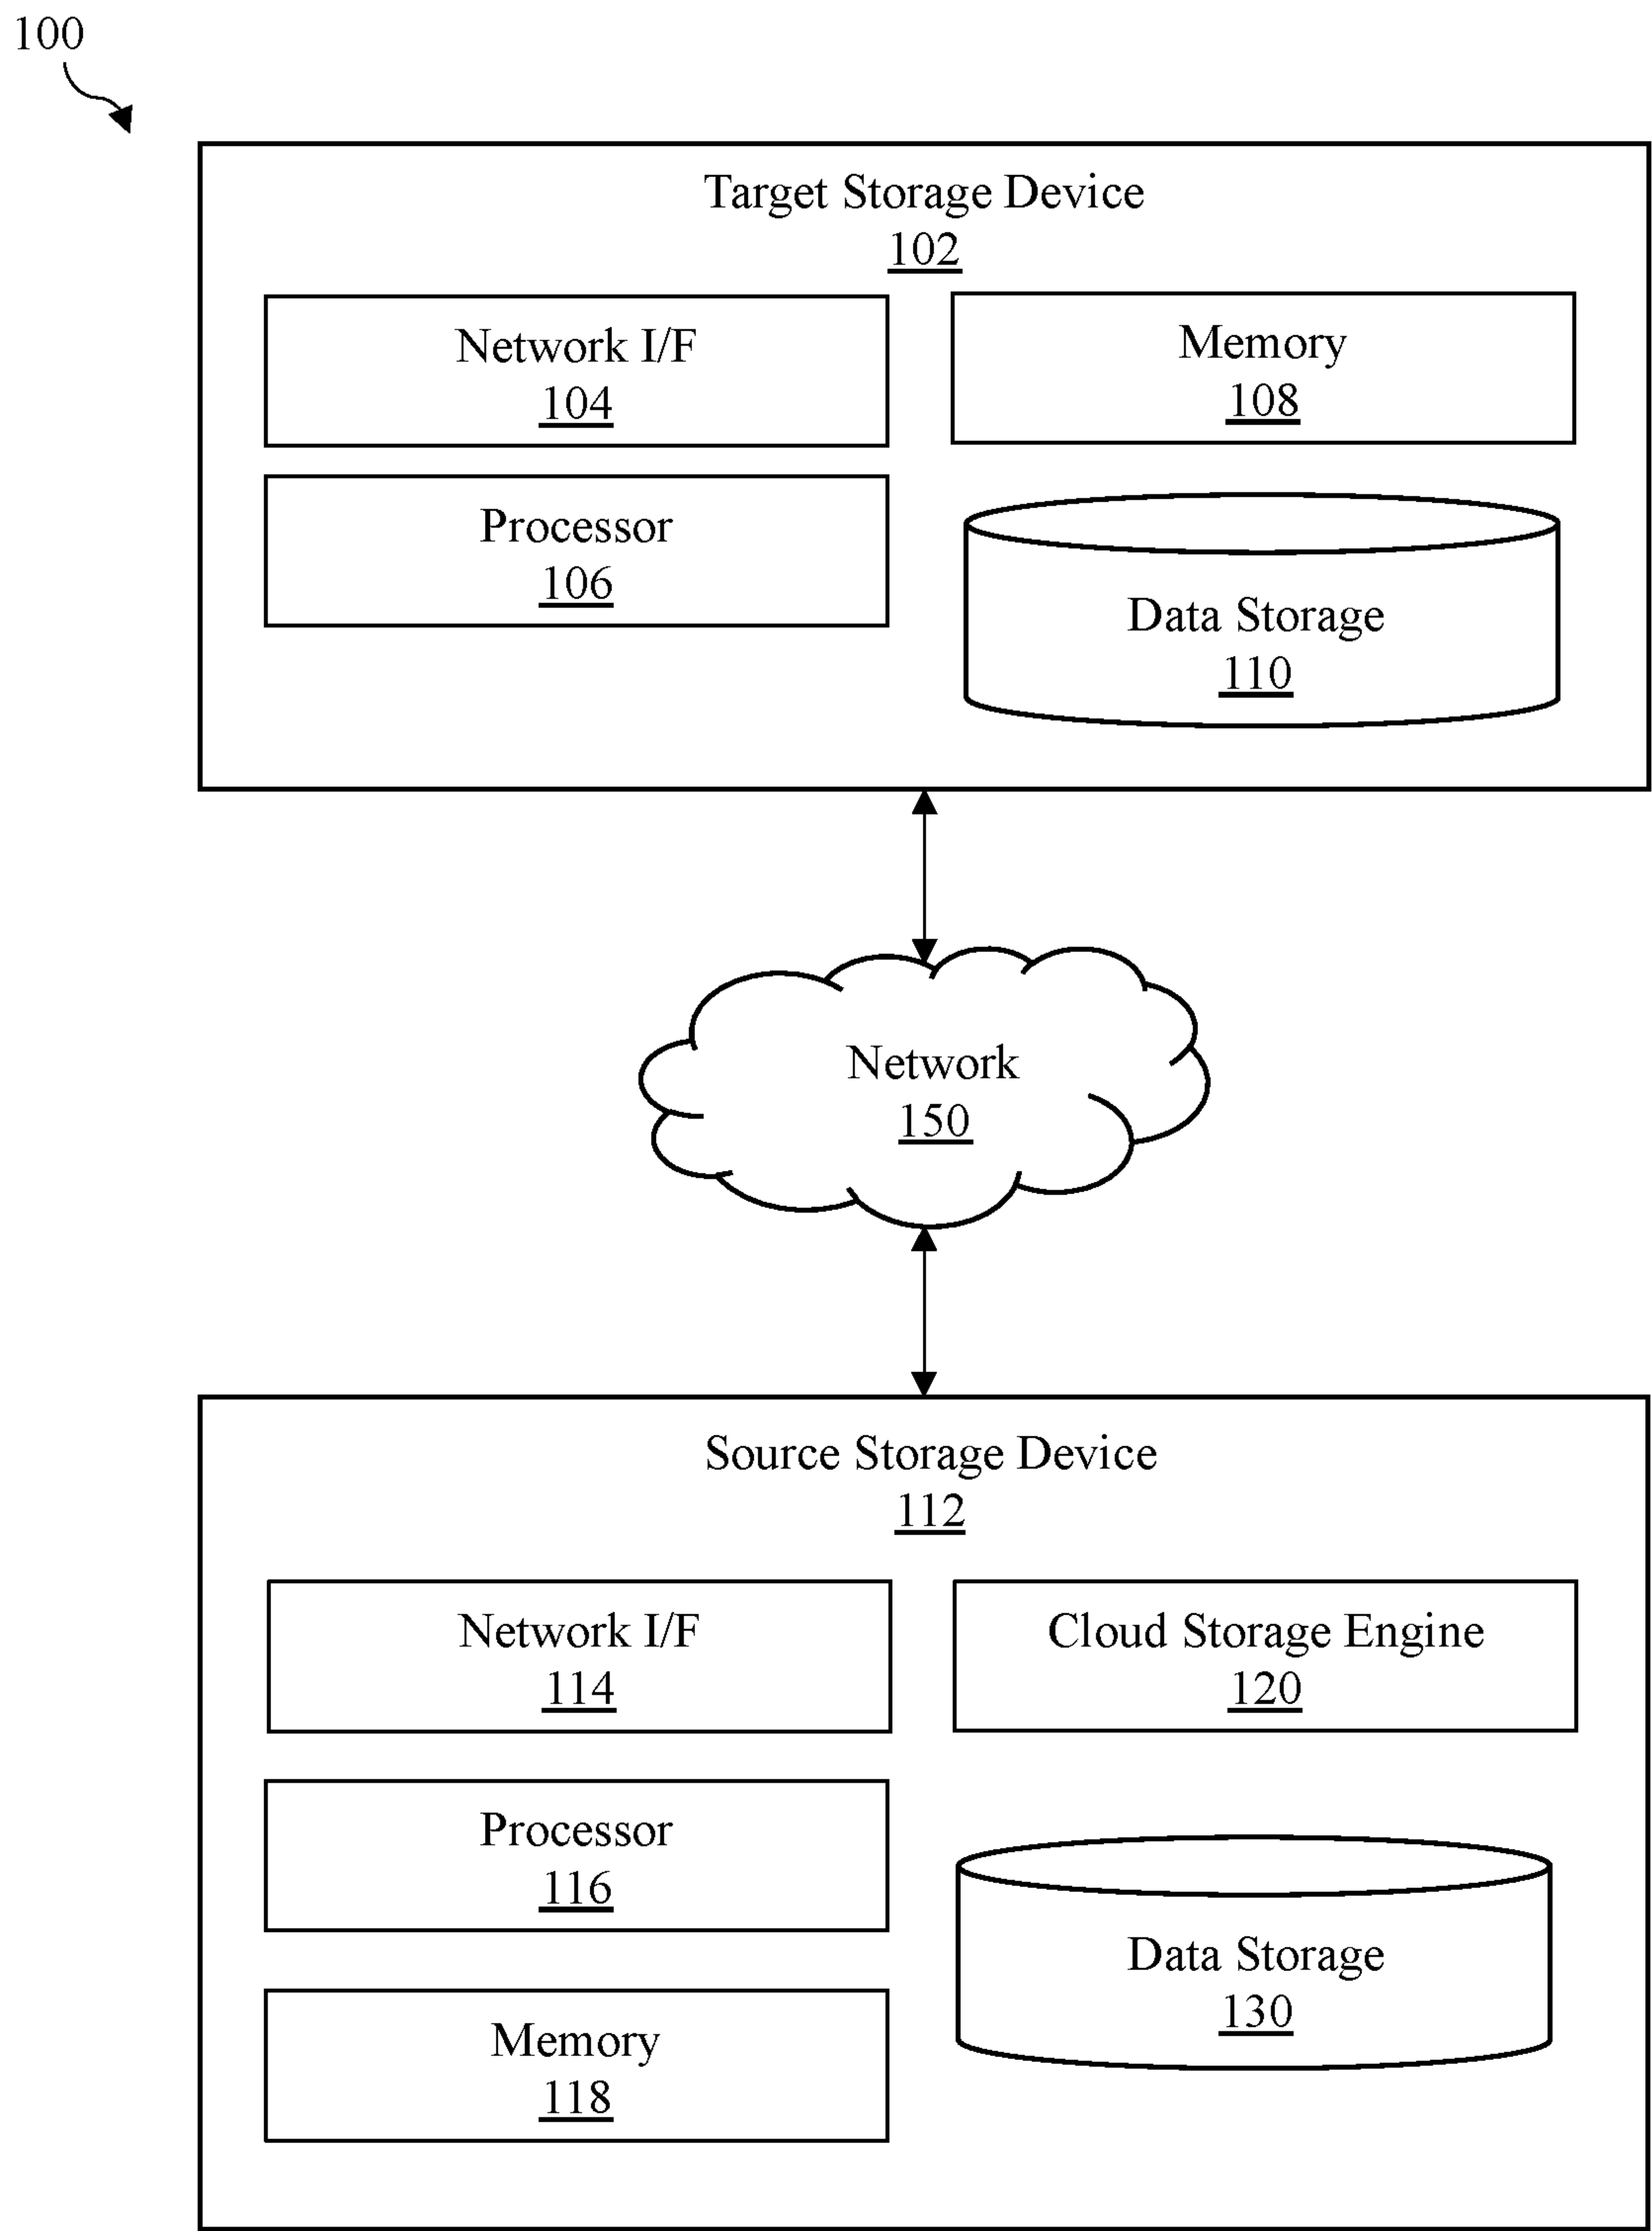 100
Target Storage Device
102
Network I/F
104
Memory
108
Processor
106
Data Storage
110
Network
150
Source Storage Device
112
Network I/F
114
Cloud Storage Engine
120
Processor
116
Data Storage
130
Memory
118